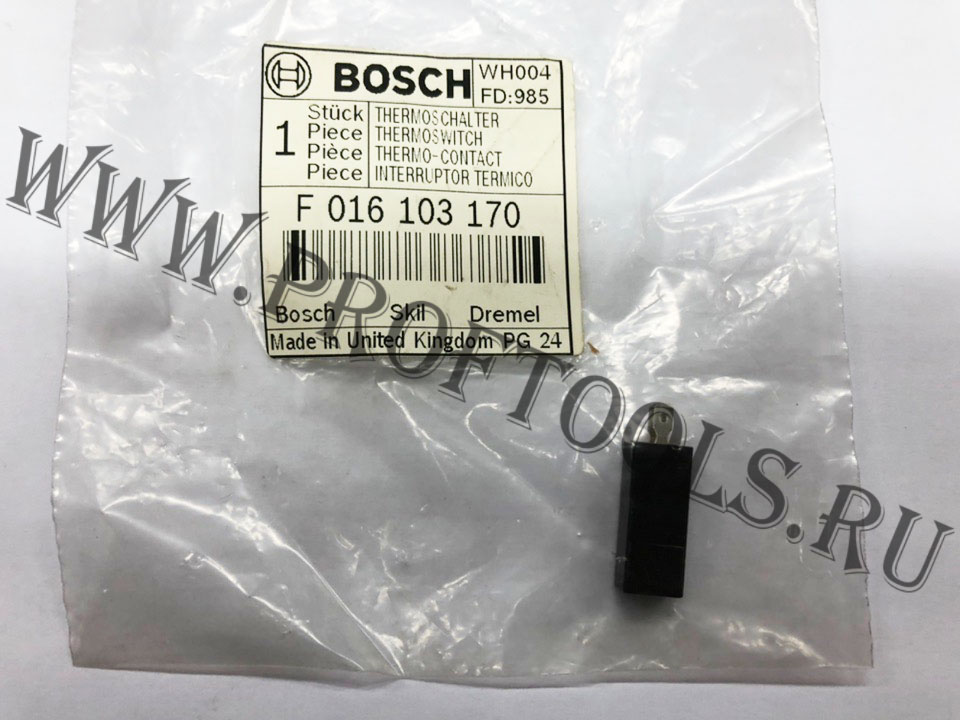 BOSCH
WH004
FD:985
1
Stück
Piece
Pièce
Piece
THERMOSCHALTER
THERMOSWITCH
THERMO-CONTACT
INTERRUPTOR TERMICO
F 016 103 170
Bosch Skil Dremel
Made in United Kingdom PG 24
WWW.PROFTOOLS.RU